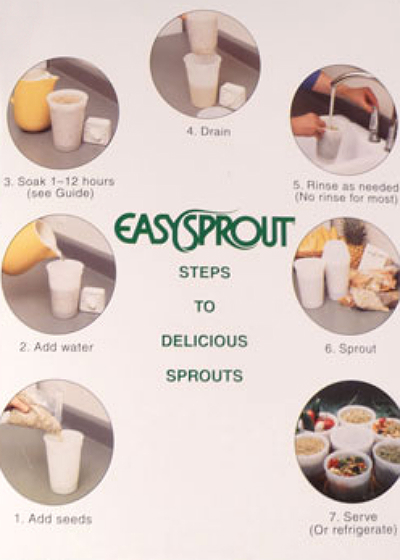 4. Drain
3. Soak 1-12 hours
(see Guide)
5. Rinse as needed
(No rinse for most)
EASYSPROUT
STEPS
TO
DELICIOUS
SPROUTS
2. Add water
6. Sprout
1. Add seeds
7. Serve
(Or refrigerate)